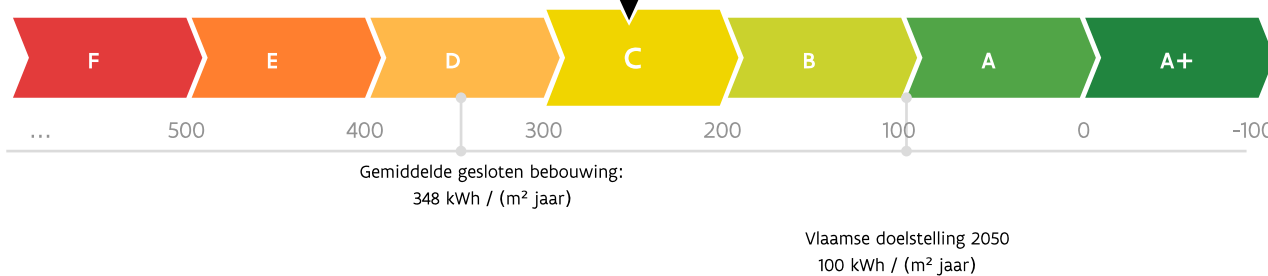 F E D C B A A+
... 500 400 300 200 100 0 -100
Gemiddelde gesloten bebouwing:
348 kWh / (m² jaar)
Vlaamse doelstelling 2050
100 kWh / (m² jaar)